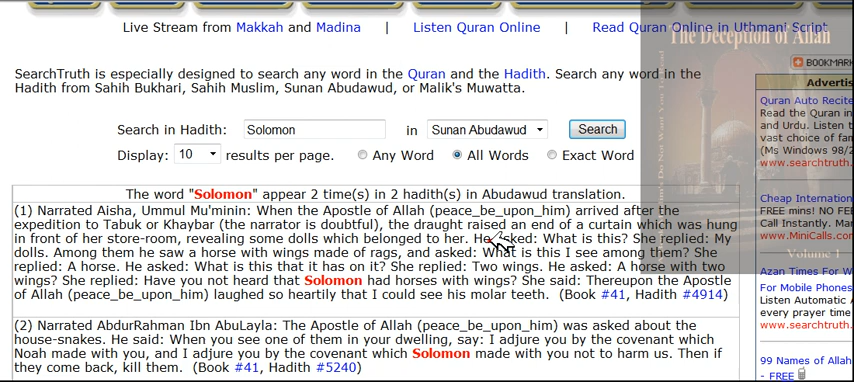 Live Stream from Makkah and Madina | Listen Quran Online | Read Quran Online in Uthmani Script
The Deception of Allah
BOOKMARK
SearchTruth is especially designed to search any word in the Quran and the Hadith. Search any word in the
Hadith from Sahih Bukhari, Sahih Muslim, Sunan Abudawud, or Malik's Muwatta.
Search in Hadith: Solomon in Sunan Abudawud Search
Display: 10 results per page. Any Word All Words Exact Word
The word "Solomon" appear 2 time(s) in 2 hadith(s) in Abudawud translation.
(1) Narrated Aisha, Ummul Mu'minin: When the Apostle of Allah (peace_be_upon_him) arrived after the
expedition to Tabuk or Khaybar (the narrator is doubtful), the draught raised an end of a curtain which was hung
in front of her store-room, revealing some dolls which belonged to her. He asked: What is this? She replied: My
dolls. Among them he saw a horse with wings made of rags, and asked: What is this I see among them? She
replied: A horse. He asked: What is this that it has on it? She replied: Two wings. He asked: A horse with two
wings? She replied: Have you not heard that Solomon had horses with wings? She said: Thereupon the Apostle
of Allah (peace_be_upon_him) laughed so heartily that I could see his molar teeth. (Book #41, Hadith #4914)
(2) Narrated AbdurRahman Ibn AbuLayla: The Apostle of Allah (peace_be_upon_him) was asked about the
house-snakes. He said: When you see one of them in your dwelling, say: I adjure you by the covenant which
Noah made with you, and I adjure you by the covenant which Solomon made with you not to harm us. Then if
they come back, kill them. (Book #41, Hadith #5240)
Advertis
Quran Auto Recite
Read the Quran in
and Urdu. Listen t
vast choice of fam
(Ms Windows 98/2
www.searchtruth.
Cheap Internation
FREE mins! NO FEE
Call Instantly. Mar
www.MiniCalls.com
Volume 1
Azan Times For W
For Mobile Phones
Listen Automatic A
every prayer time
www.searchtruth.
99 Names of Allah
- FREE